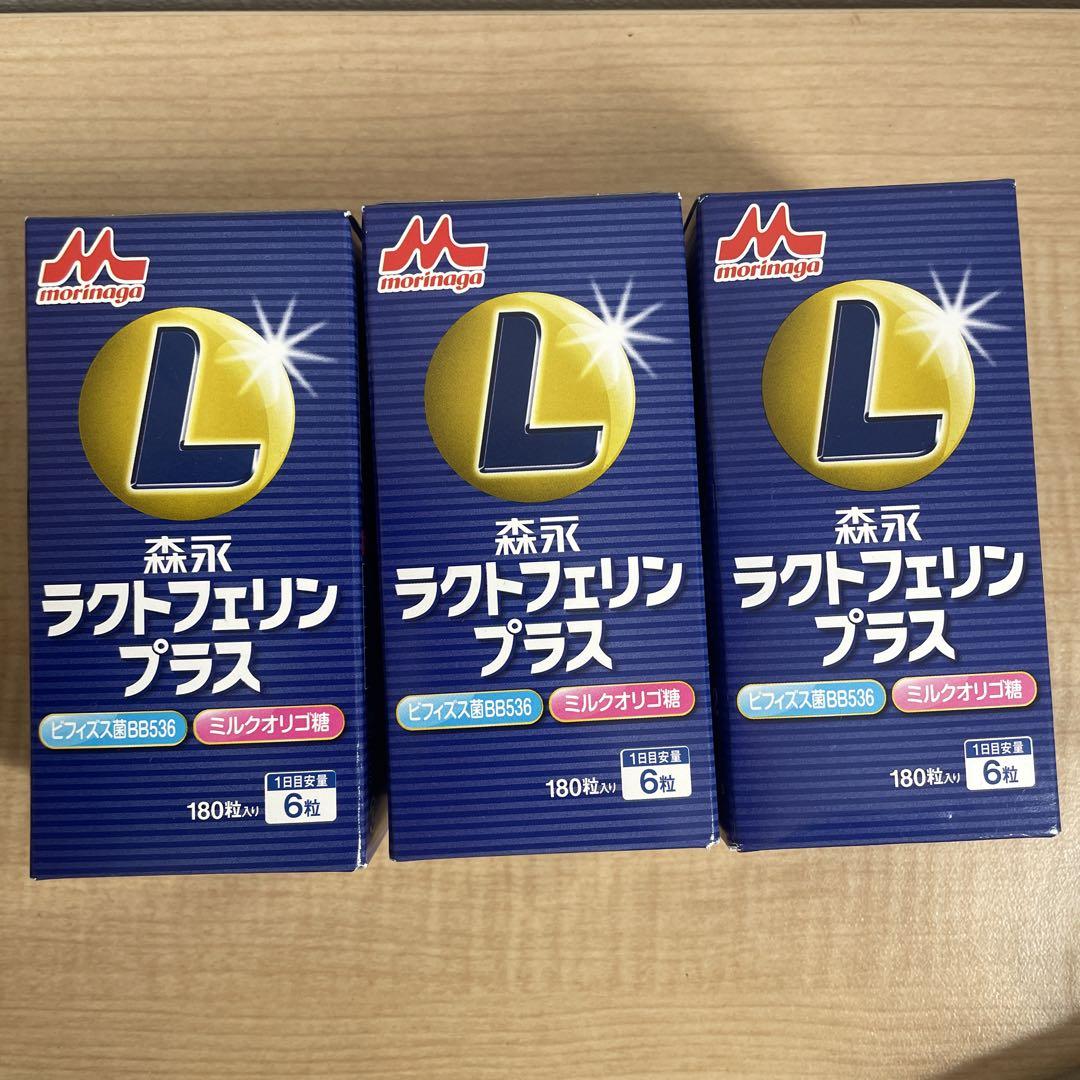 morinaga
L
森永
ラクトフェリン
プラス
ビフィズス菌BB536 ミルクオリゴ糖
180粒入り 1日目安量
6粒
morinaga
L
森永
ラクトフェリン
プラス
ビフィズス菌BB536 ミルクオリゴ糖
180粒入り 1日目安量
6粒
morinaga
L
森永
ラクトフェリン
プラス
ビフィズス菌BB536 ミルクオリゴ糖
180粒入り 1日目安量
6粒